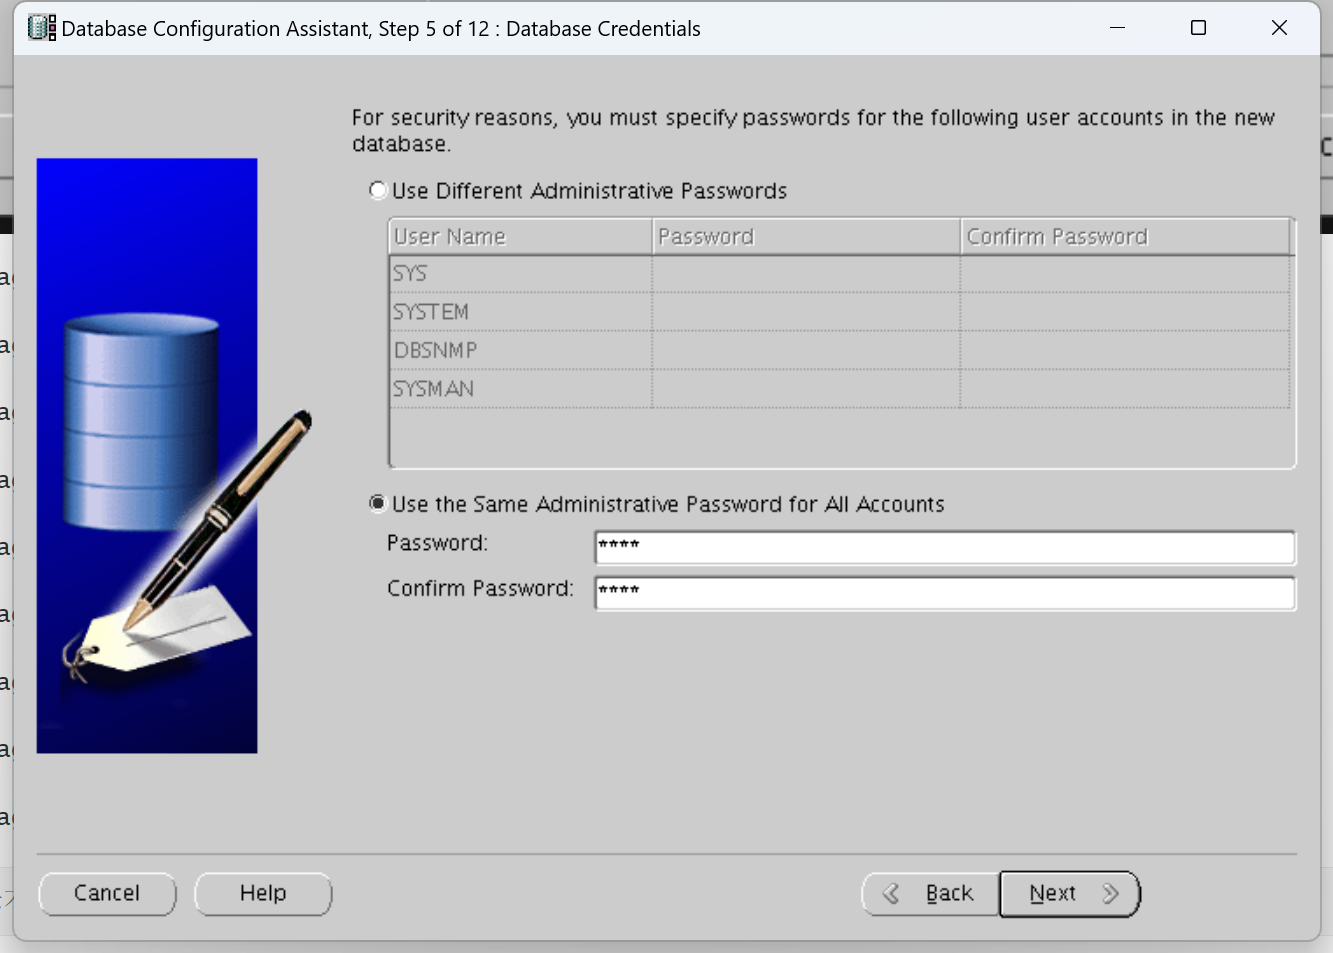 Database Configuration Assistant, Step 5 of 12 : Database Credentials
For security reasons, you must specify passwords for the following user accounts in the new
database.
Use Different Administrative Passwords
User Name Password Confirm Password
SYS
SYSTEM
DBSNMP
SYSMAN
Use the Same Administrative Password for All Accounts
Password: ****
Confirm Password: ****
Cancel Help Back Next